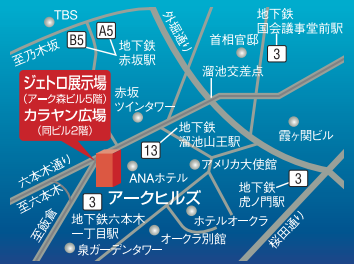 TBS
A5
B5
至乃木坂
地下鉄
赤坂駅
外堀通り
地下鉄
国会議事堂前駅
首相官邸
3
溜池交差点
ジェトロ展示場
(アーク森ビル5階)
カラヤン広場
(同ビル2階)
赤坂
ツインタワー
地下鉄
溜池山王駅
13
霞ヶ関ビル
六本木通り
至六本木
至飯倉
ANAホテル
アメリカ大使館
アークヒルズ
3
地下鉄
虎ノ門駅
3
地下鉄六本木
一丁目駅
ホテルオークラ
オークラ別館
泉ガーデンタワー
桜田通り